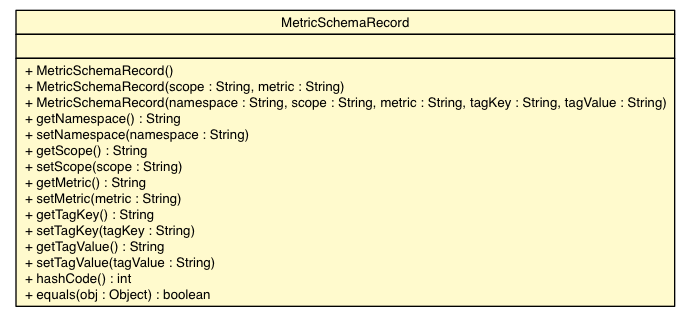 MetricSchemaRecord
+ MetricSchemaRecord()
+ MetricSchemaRecord(scope : String, metric : String)
+ MetricSchemaRecord(namespace : String, scope : String, metric : String, tagKey : String, tagValue : String)
+ getNamespace() : String
+ setNamespace(namespace : String)
+ getScope() : String
+ setScope(scope : String)
+ getMetric() : String
+ setMetric(metric : String)
+ getTagKey() : String
+ setTagKey(tagKey : String)
+ getTagValue() : String
+ setTagValue(tagValue : String)
+ hashCode() : int
+ equals(obj : Object) : boolean